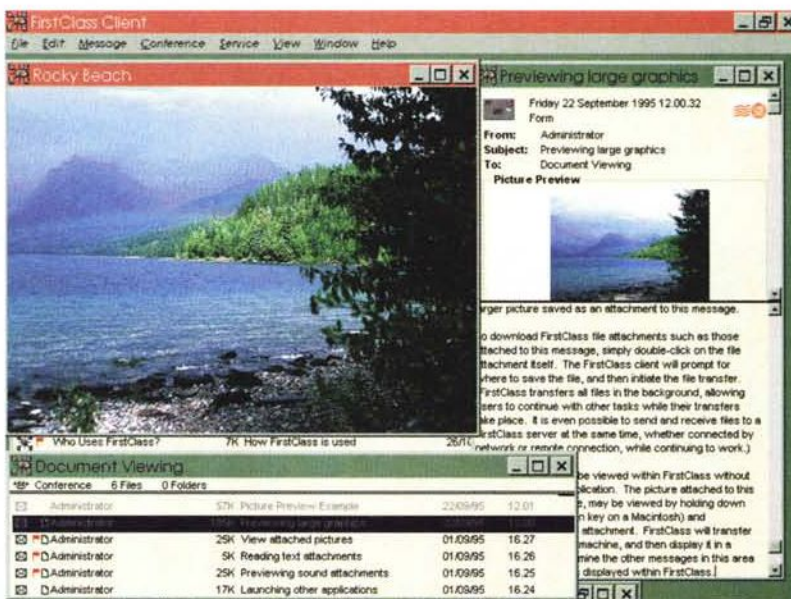 FirstClass Client
File Edit Message Conference Service View Window Help
Rocky Beach
Who Uses FirstClass? 7K How FirstClass is used
Previewing large graphics
Friday 22 September 1995 12.00.32
Form
From: Administrator
Subject: Previewing large graphics
To: Document Viewing
Picture Preview
arger picture saved as an attachment to this message.
o download FirstClass file attachments such as those
ttached to this message, simply double-click on the file
ttachment itself. The FirstClass client will prompt for
here to save the file, and then initiate the file transfer.
FirstClass transfers all files in the background, allowing
sers to continue with other tasks while their transfers
ake place. It is even possible to send and receive files to a
irstClass server at the same time, whether connected by
network or remote connection, while continuing to work.)
be viewed within FirstClass without
plication. The picture attached to this
e, may be viewed by holding down
n key on a Macintosh) and
attachment. FirstClass will transfer
machine, and then display it in a
mine the other messages in this area
displayed within FirstClass.
Document Viewing
Conference 6 Files 0 Folders
Administrator 57K Picture Preview Example 22/09/95 12.01
Previewing large graphics
Administrator 25K View attached pictures 01/09/95 16.27
Administrator 5K Reading text attachments 01/09/95 16.26
Administrator 25K Previewing sound attachments 01/09/95 16.25
Administrator 17K Launching other applications 01/09/95 16.24